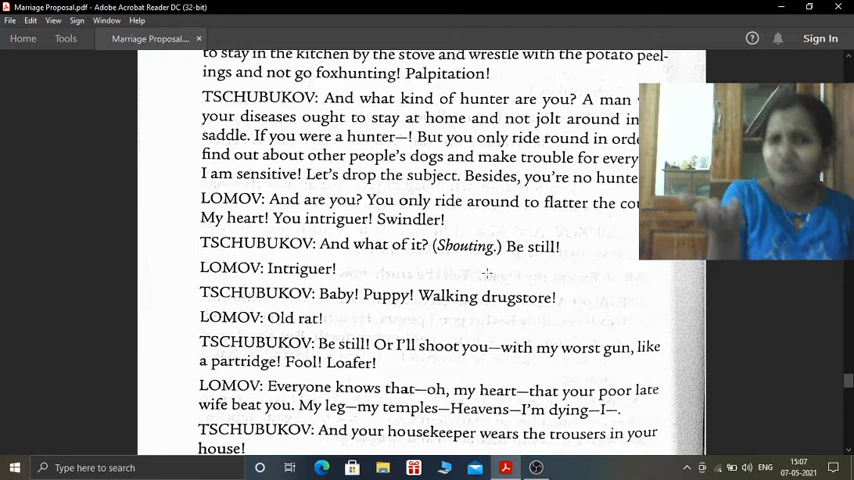 Marriage Proposal.pdf - Adobe Acrobat Reader DC (32-bit)
File Edit View Sign Window Help
Home Tools Marriage Proposal.... × Sign In
to stay in the kitchen by the stove and wrestle with the potato peel-
ings and not go foxhunting! Palpitation!
TSCHUBUKOV: And what kind of hunter are you? A man
your diseases ought to stay at home and not jolt around in
saddle. If you were a hunter—! But you only ride round in
find out about other people's dogs and make trouble for
I am sensitive! Let's drop the subject. Besides, you're no
LOMOV: And are you? You only ride around to flatter the
My heart! You intriguer! Swindler!
TSCHUBUKOV: And what of it? (Shouting.) Be still!
LOMOV: Intriguer!
TSCHUBUKOV: Baby! Puppy! Walking drugstore!
LOMOV: Old rat!
TSCHUBUKOV: Be still! Or I'll shoot you—with my worst gun, like
a partridge! Fool! Loafer!
LOMOV: Everyone knows that—oh, my heart—that your poor late
wife beat you. My leg—my temples—Heavens—I'm dying—I—.
TSCHUBUKOV: And your housekeeper wears the trousers in your
house!
Type here to search
ENG
15:07
07-05-2021